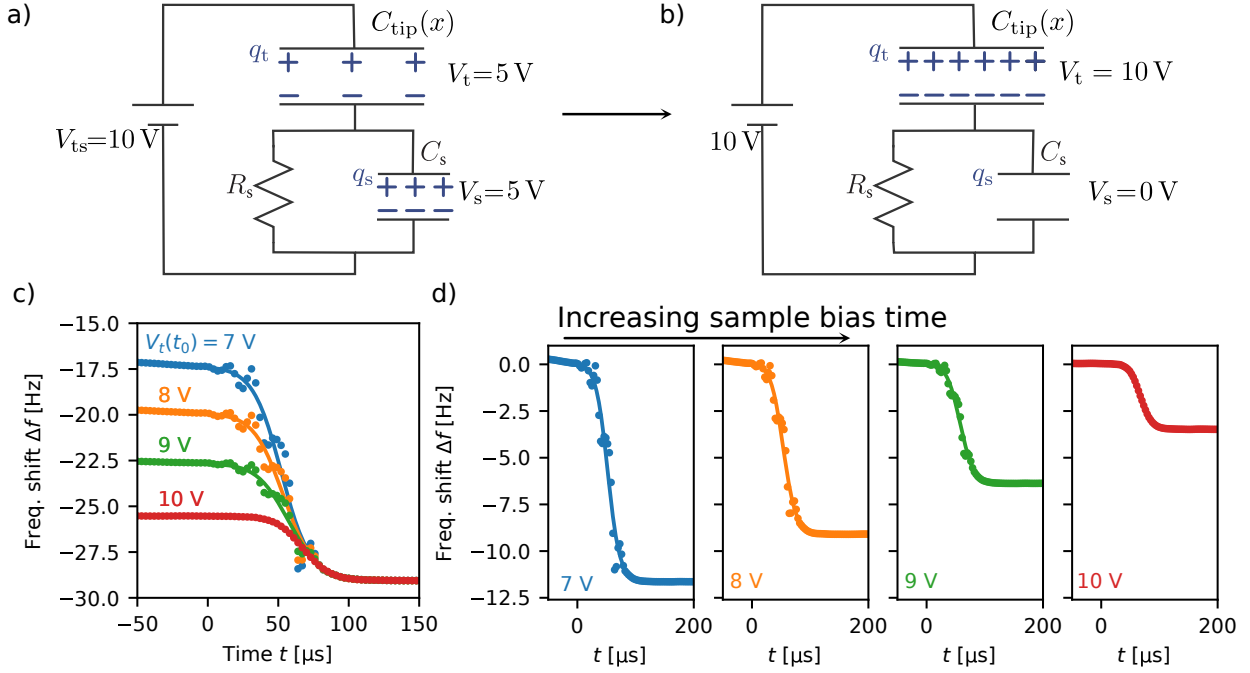 a)
C_tip(x)
q_t
V_t=5 V
V_ts=10 V
R_s
C_s
q_s
V_s=5 V
b)
C_tip(x)
q_t
V_t = 10 V
10 V
R_s
C_s
q_s
V_s=0 V
c)
Freq. shift Δf [Hz]
−15.0
−17.5
−20.0
−22.5
−25.0
−27.5
−30.0
V_t(t_0) = 7 V
8 V
9 V
10 V
−50 0 50 100 150
Time t [μs]
d)
Increasing sample bias time
Freq. shift Δf [Hz]
0.0
−2.5
−5.0
−7.5
−10.0
−12.5
7 V
8 V
9 V
10 V
0 200
0 200
0 200
0 200
t [μs]
t [μs]
t [μs]
t [μs]